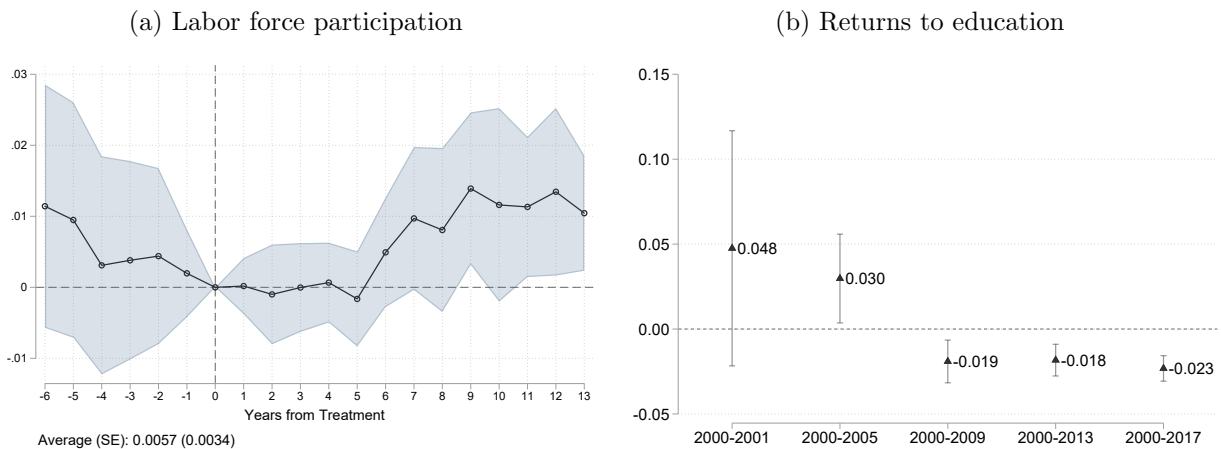 (a) Labor force participation
.03
.02
.01
0
-.01
-6 -5 -4 -3 -2 -1 0 1 2 3 4 5 6 7 8 9 10 11 12 13
Years from Treatment
Average (SE): 0.0057 (0.0034)
(b) Returns to education
0.15
0.10
0.05
0.00
-0.05
0.048
0.030
-0.019
-0.018
-0.023
2000-2001 2000-2005 2000-2009 2000-2013 2000-2017